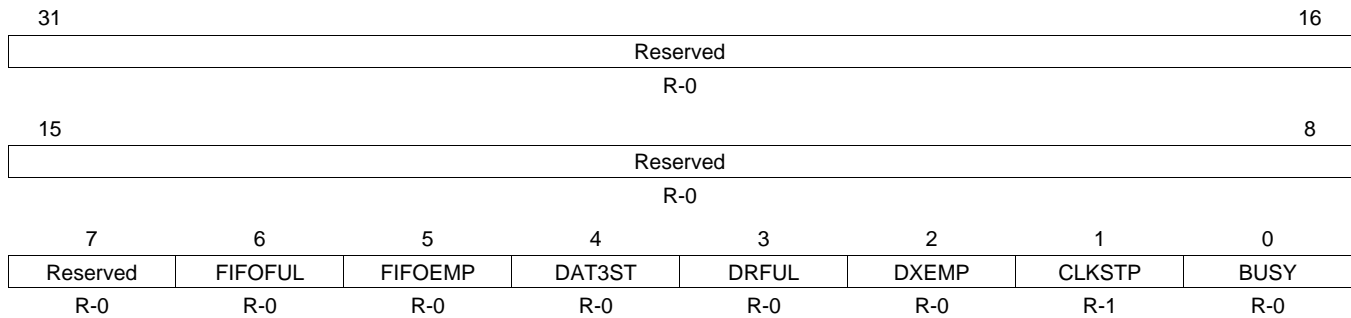 31 16
Reserved
R-0
15 8
Reserved
R-0
7 6 5 4 3 2 1 0
Reserved FIFOFUL FIFOEMP DAT3ST DRFUL DXEMP CLKSTP BUSY
R-0 R-0 R-0 R-0 R-0 R-0 R-1 R-0